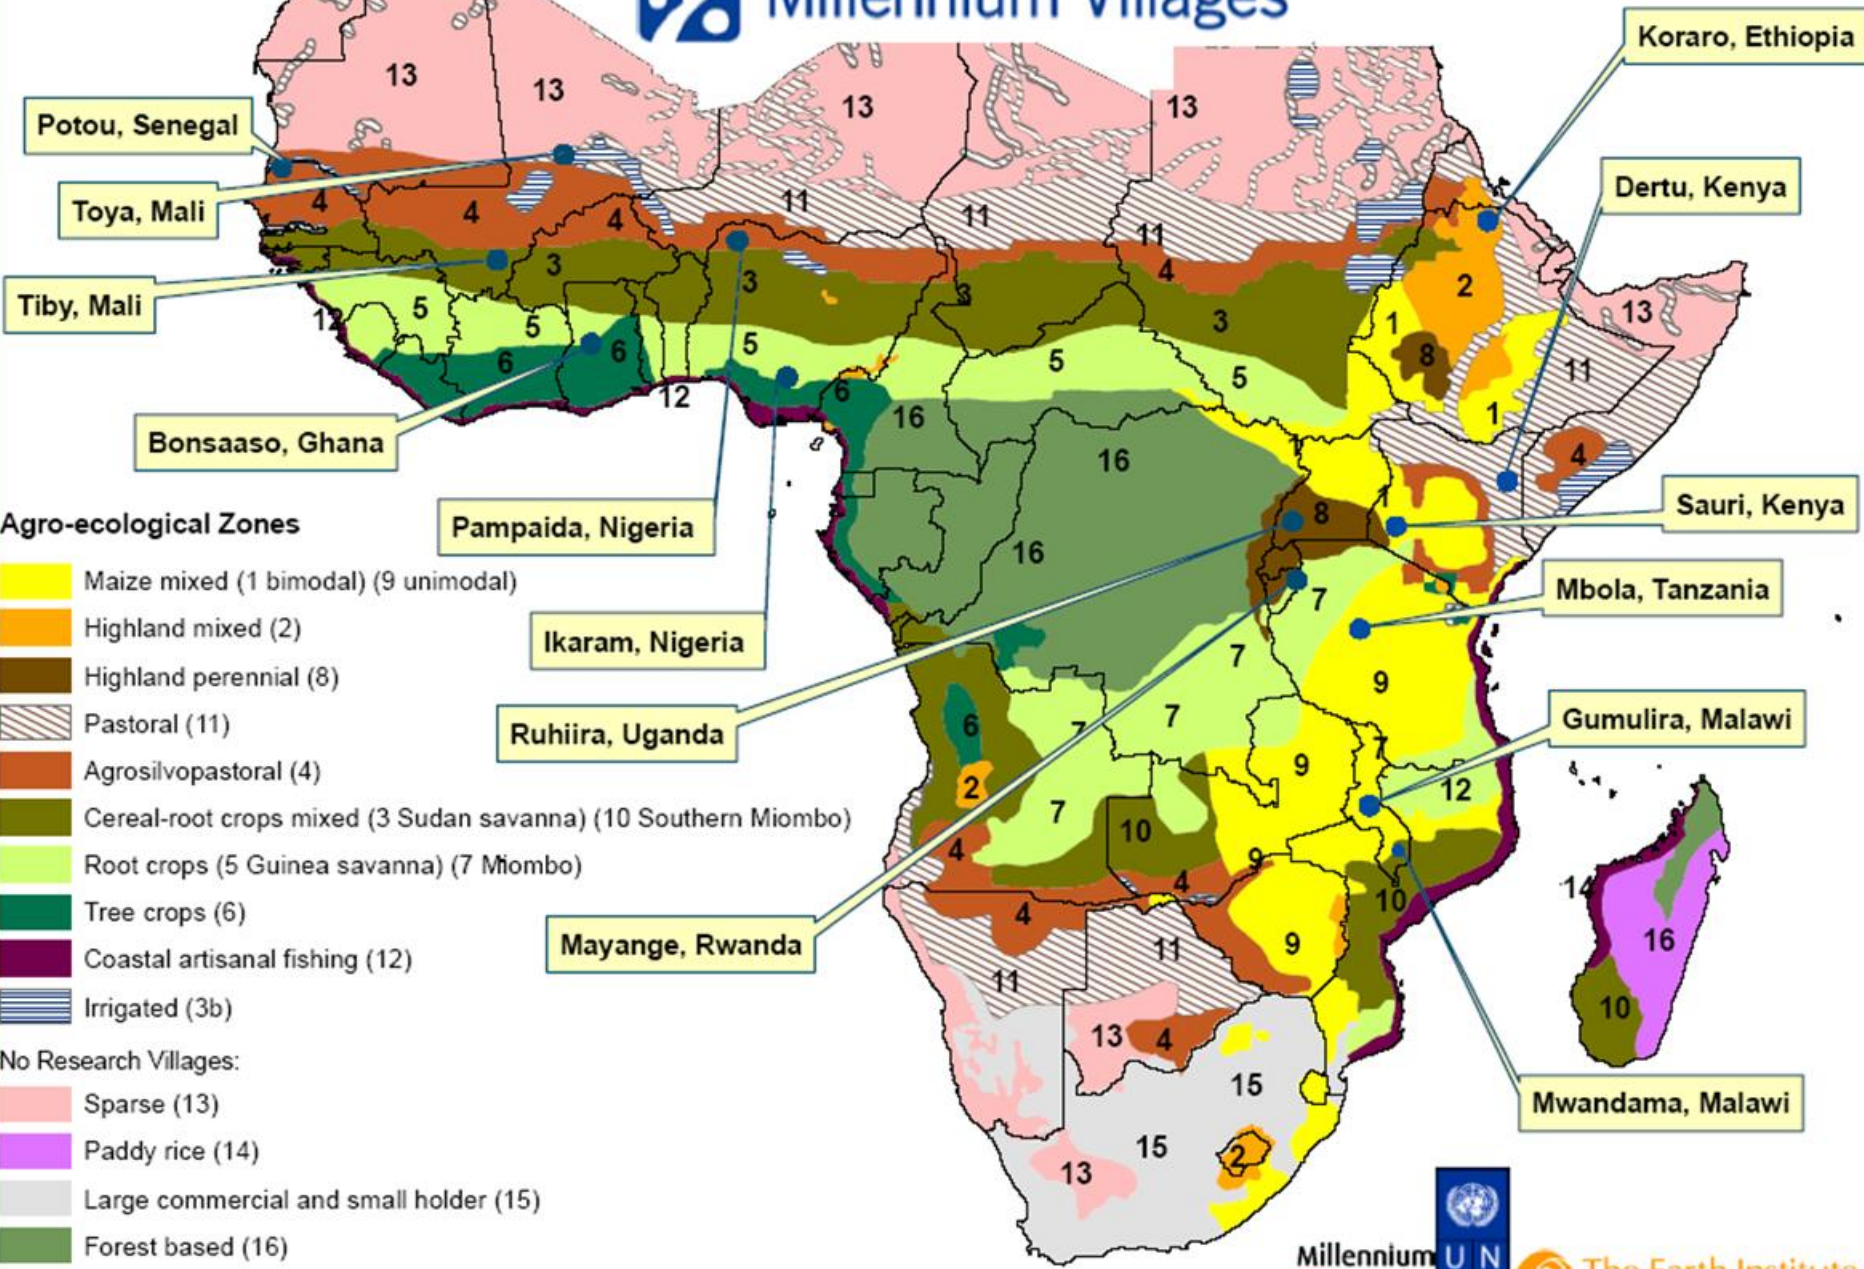 Millennium Villages
Koraro, Ethiopia
13
13
13
13
Potou, Senegal
Dertu, Kenya
Toya, Mali
4
4
4
11
11
11
4
3
3
3
3
2
13
Tiby, Mali
12
5
5
5
5
5
1
8
11
6
6
12
6
16
1
Bonsaaso, Ghana
16
1
4
Pampaida, Nigeria
1
Sauri, Kenya
8
16
Agro-ecological Zones
Maize mixed (1 bimodal) (9 unimodal)
Mbola, Tanzania
7
Highland mixed (2)
Ikaram, Nigeria
7
9
Highland perennial (8)
Ruhiira, Uganda
Gumulira, Malawi
Pastoral (11)
6
7
7
7
Agrosilvopastoral (4)
2
9
12
Cereal-root crops mixed (3 Sudan savanna) (10 Southern Miombo)
7
10
Root crops (5 Guinea savanna) (7 Miombo)
4
9
4
14
10
Tree crops (6)
4
Mayange, Rwanda
11
9
16
Coastal artisanal fishing (12)
11
Irrigated (3b)
10
No Research Villages:
13
4
Sparse (13)
15
Mwandama, Malawi
Paddy rice (14)
15
2
13
Large commercial and small holder (15)
Forest based (16)
Millennium
U N
The Earth Institute